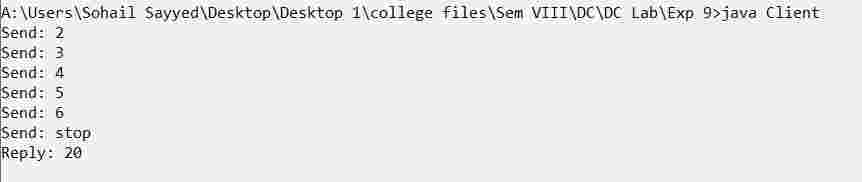 A:\Users\Sohail Sayyed\Desktop\Desktop 1\college files\Sem VIII\DC\DC Lab\Exp 9>java Client
Send: 2
Send: 3
Send: 4
Send: 5
Send: 6
Send: stop
Reply: 20